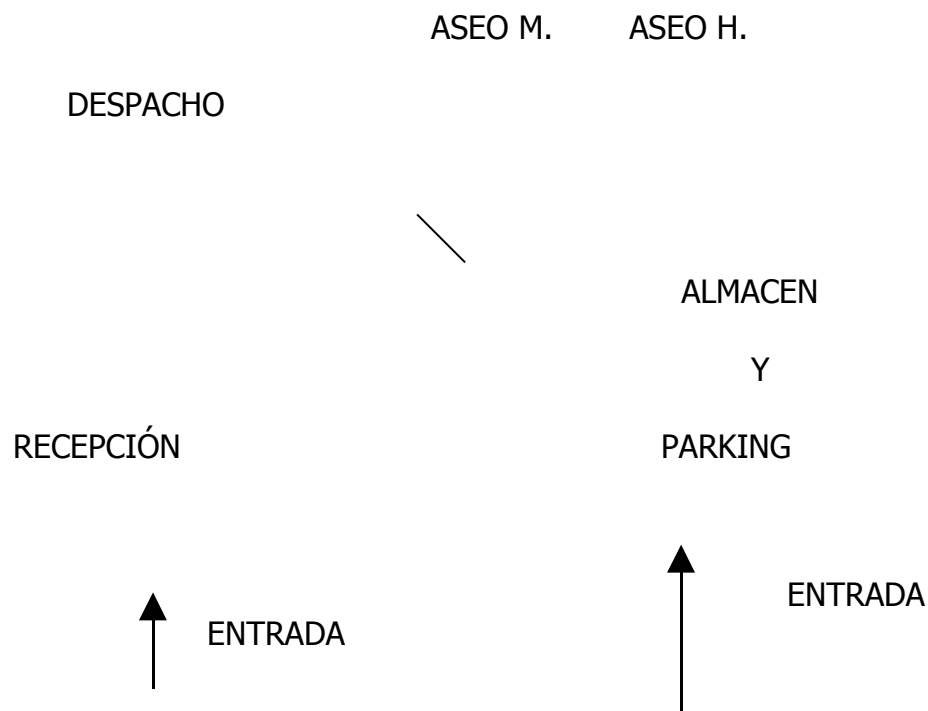 ASEO M. ASEO H.
DESPACHO
ALMACEN
Y
RECEPCIÓN PARKING
ENTRADA
ENTRADA